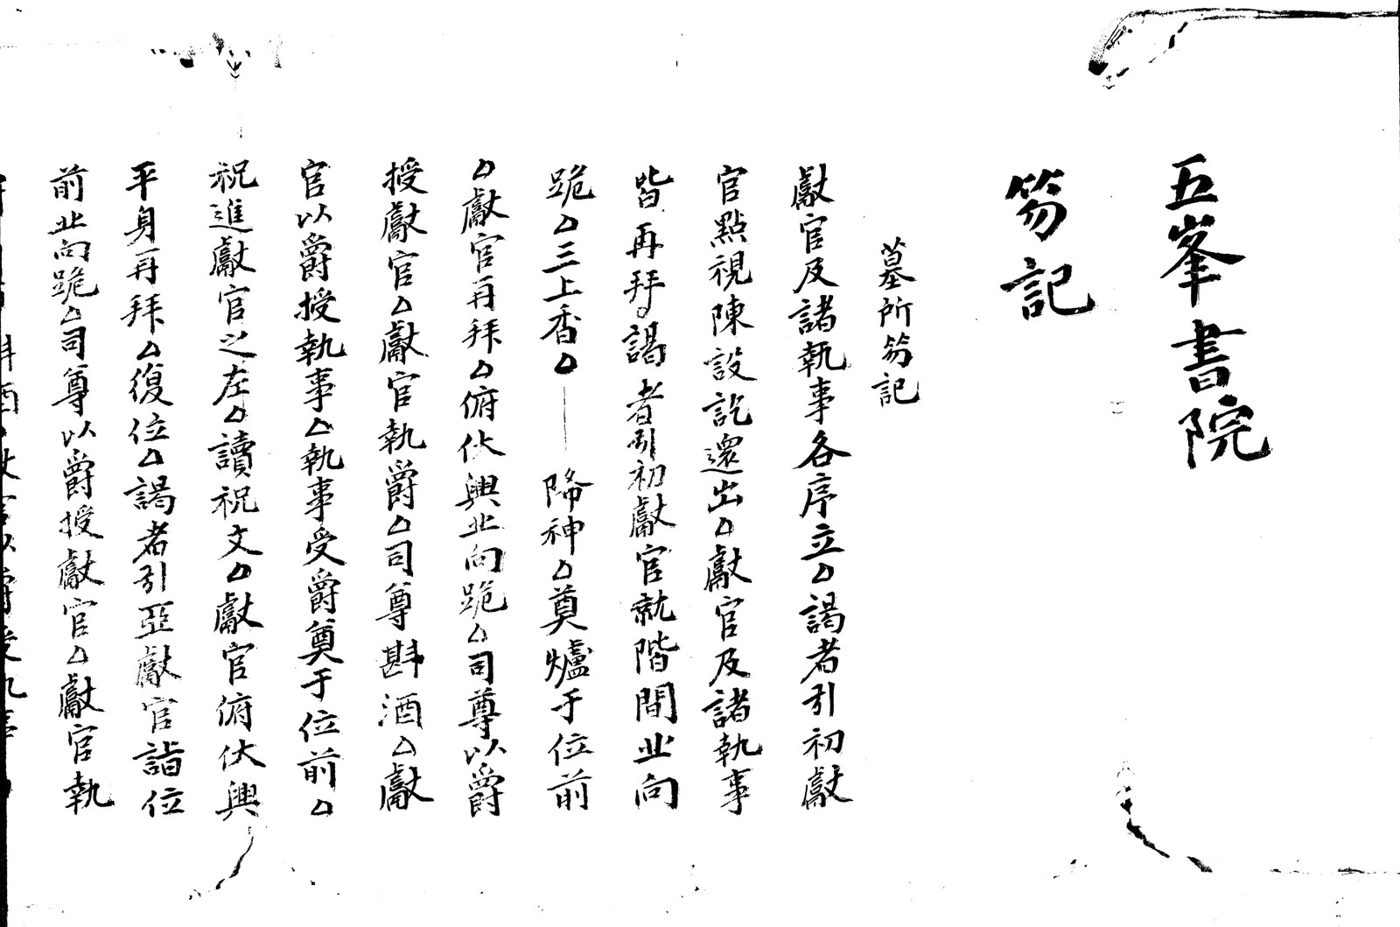 五峯書院
笏記
墓所笏記
獻官及諸執事各序立△謁者引初獻
官點視陳設訖還出△獻官及諸執事
皆再拜。謁者引初獻官就階間北向
跪△三上香△ 降神△奠爐于位前
△獻官再拜△俯伏興北向跪△司尊以爵
授獻官△獻官執爵△司尊斟酒△獻
官以爵授執事△執事受爵奠于位前△
祝進獻官之左△讀祝文△獻官俯伏興
平身再拜△復位△謁者引亞獻官詣位
前北向跪△司尊以爵授獻官△獻官執